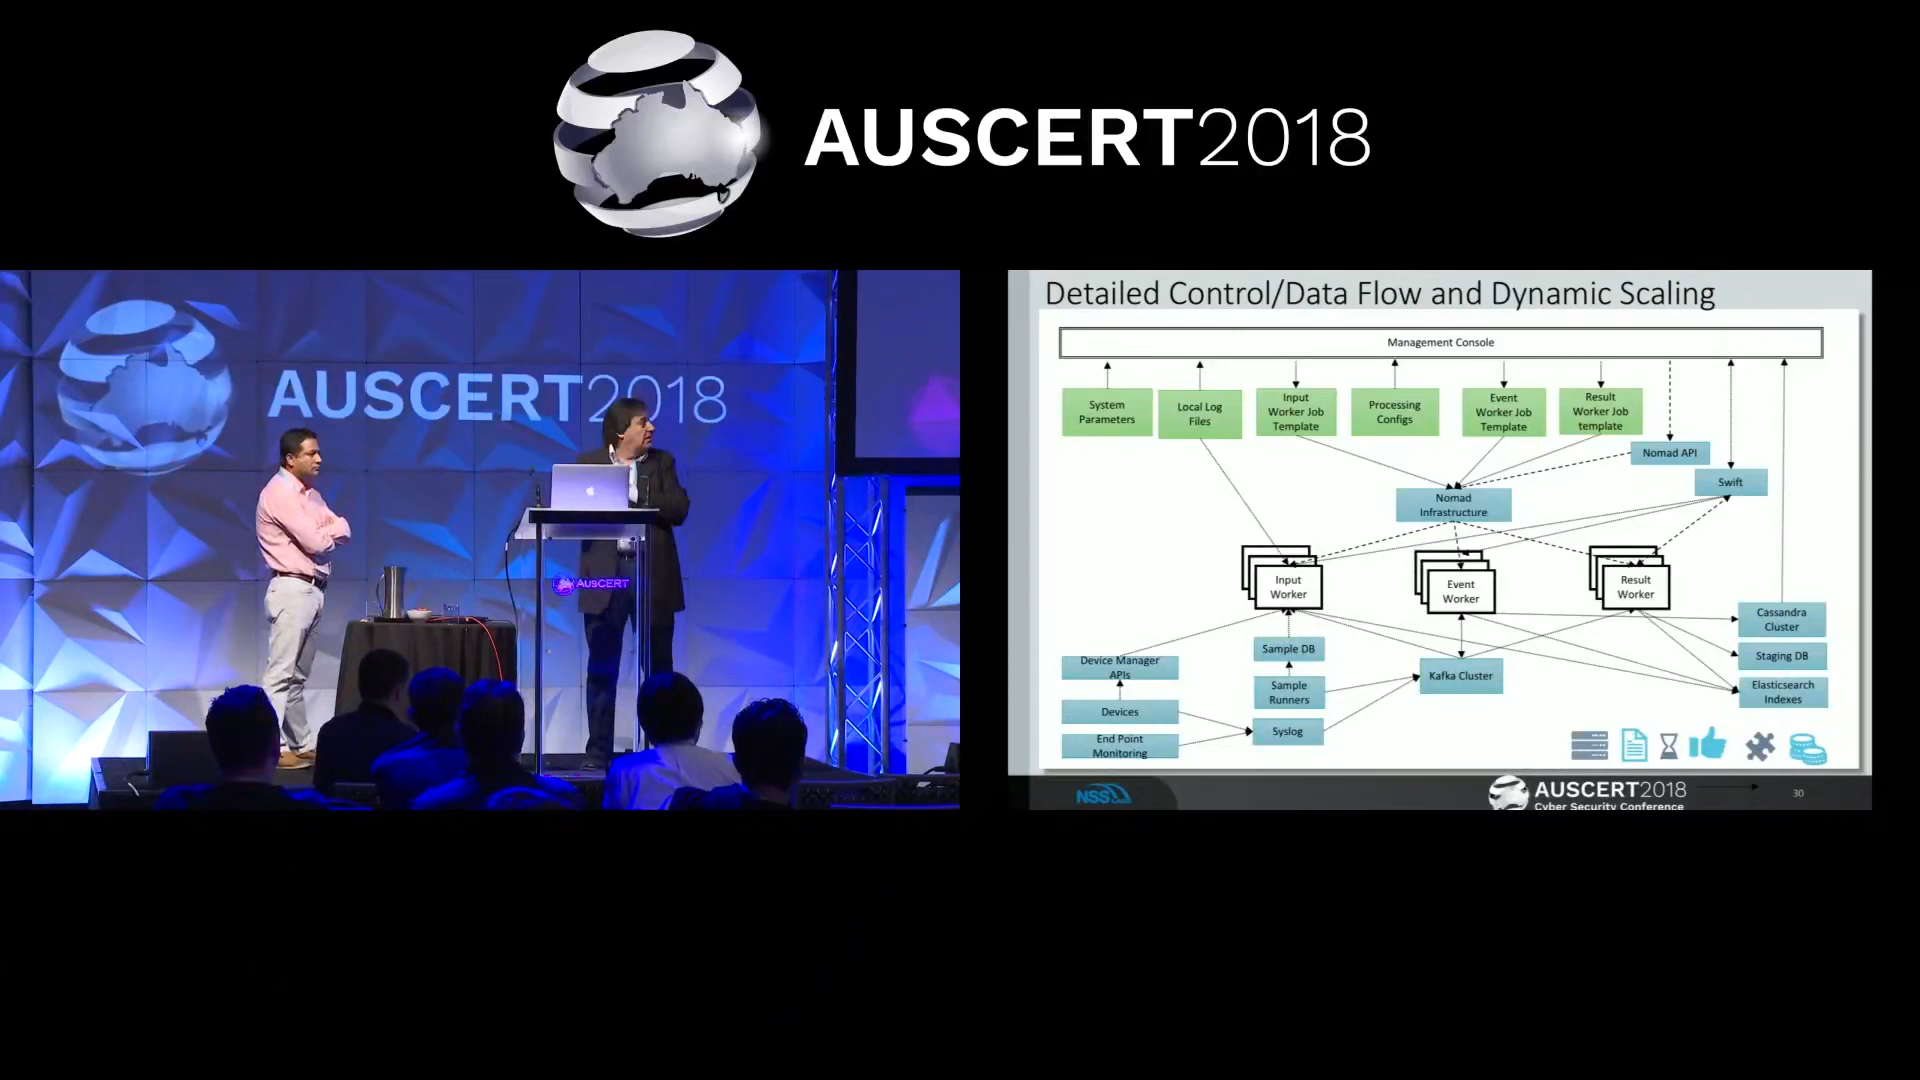 AUSCERT2018
AUSCERT2018
AUSCERT
Detailed Control/Data Flow and Dynamic Scaling
Management Console
System
Parameters
Local Log
Files
Input
Worker Job
Template
Processing
Configs
Event
Worker Job
Template
Result
Worker Job
template
Nomad API
Swift
Nomad
Infrastructure
Input
Worker
Event
Worker
Result
Worker
Cassandra
Cluster
Sample DB
Staging DB
Device Manager
APIs
Kafka Cluster
Sample
Runners
Elasticsearch
Indexes
Devices
Syslog
End Point
Monitoring
NSS
AUSCERT2018
Cyber Security Conference
30